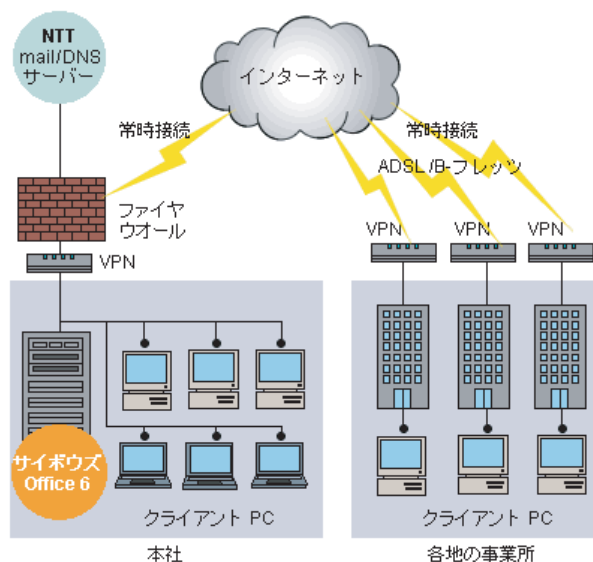 NTT
mail/DNS
サーバー
インターネット
常時接続
常時接続
ADSL/B-フレッツ
ファイヤ
ウオール
VPN
VPN
VPN
VPN
サイボウズ
Office 6
クライアント PC
クライアント PC
本社
各地の事業所